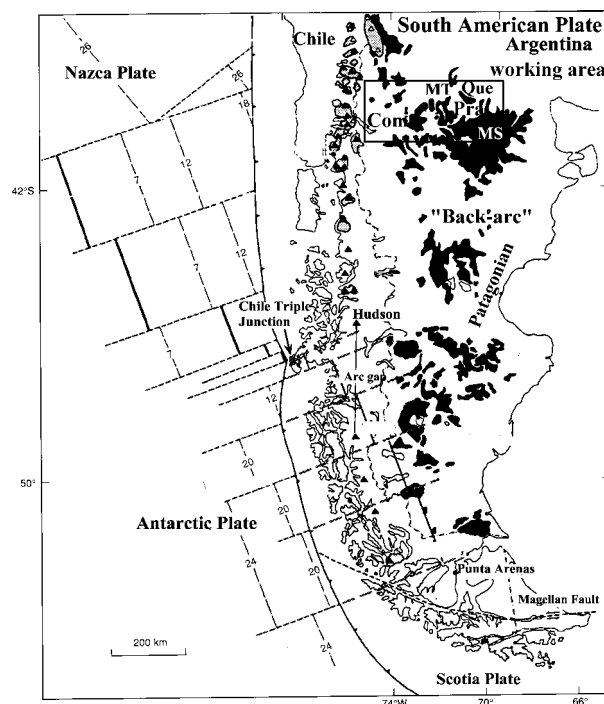 South American Plate
Chile
Argentina
26
Nazca Plate
working area
26
MT
Que
18
Com
Pra
MS
12
7
42°S
"Back-arc"
12
7
Patagonian
Chile Triple
Junction
Hudson
7
Arc gap
12
20
50°
20
Antarctic Plate
24
20
Punta Arenas
Magellan Fault
200 km
24
Scotia Plate
74°W
70°
66°